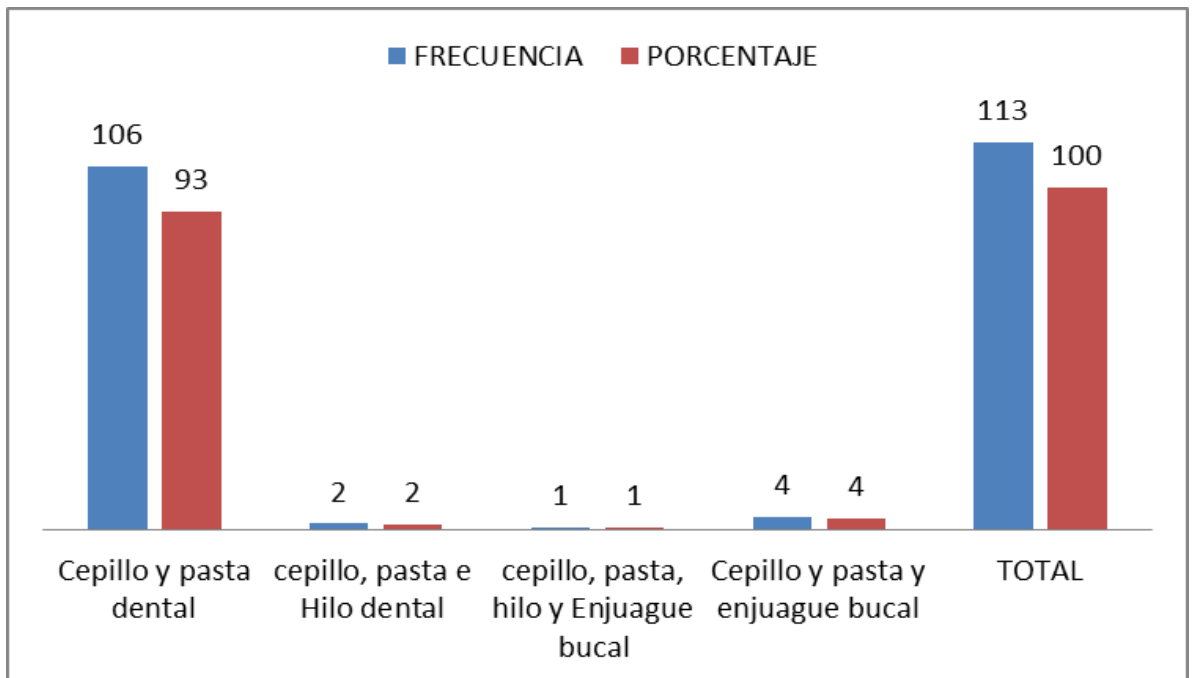 FRECUENCIA PORCENTAJE
106 93 2 2 1 1 4 4 113 100
Cepillo y pasta dental
cepillo, pasta e Hilo dental
cepillo, pasta, hilo y Enjuague bucal
Cepillo y pasta y enjuague bucal
TOTAL